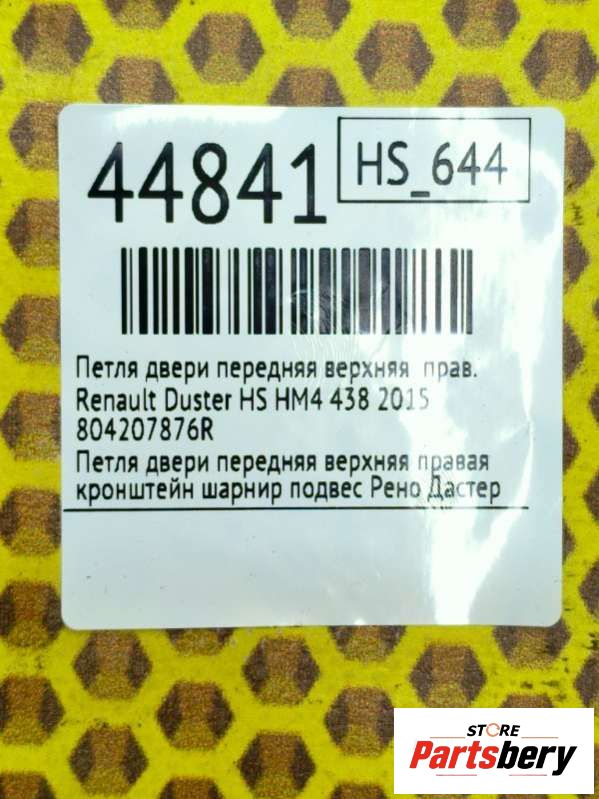 44841
HS_644
Петля двери передняя верхняя прав.
Renault Duster HS HM4 438 2015
804207876R
Петля двери передняя верхняя правая
кронштейн шарнир подвес Рено Дастер
STORE
Partsbery